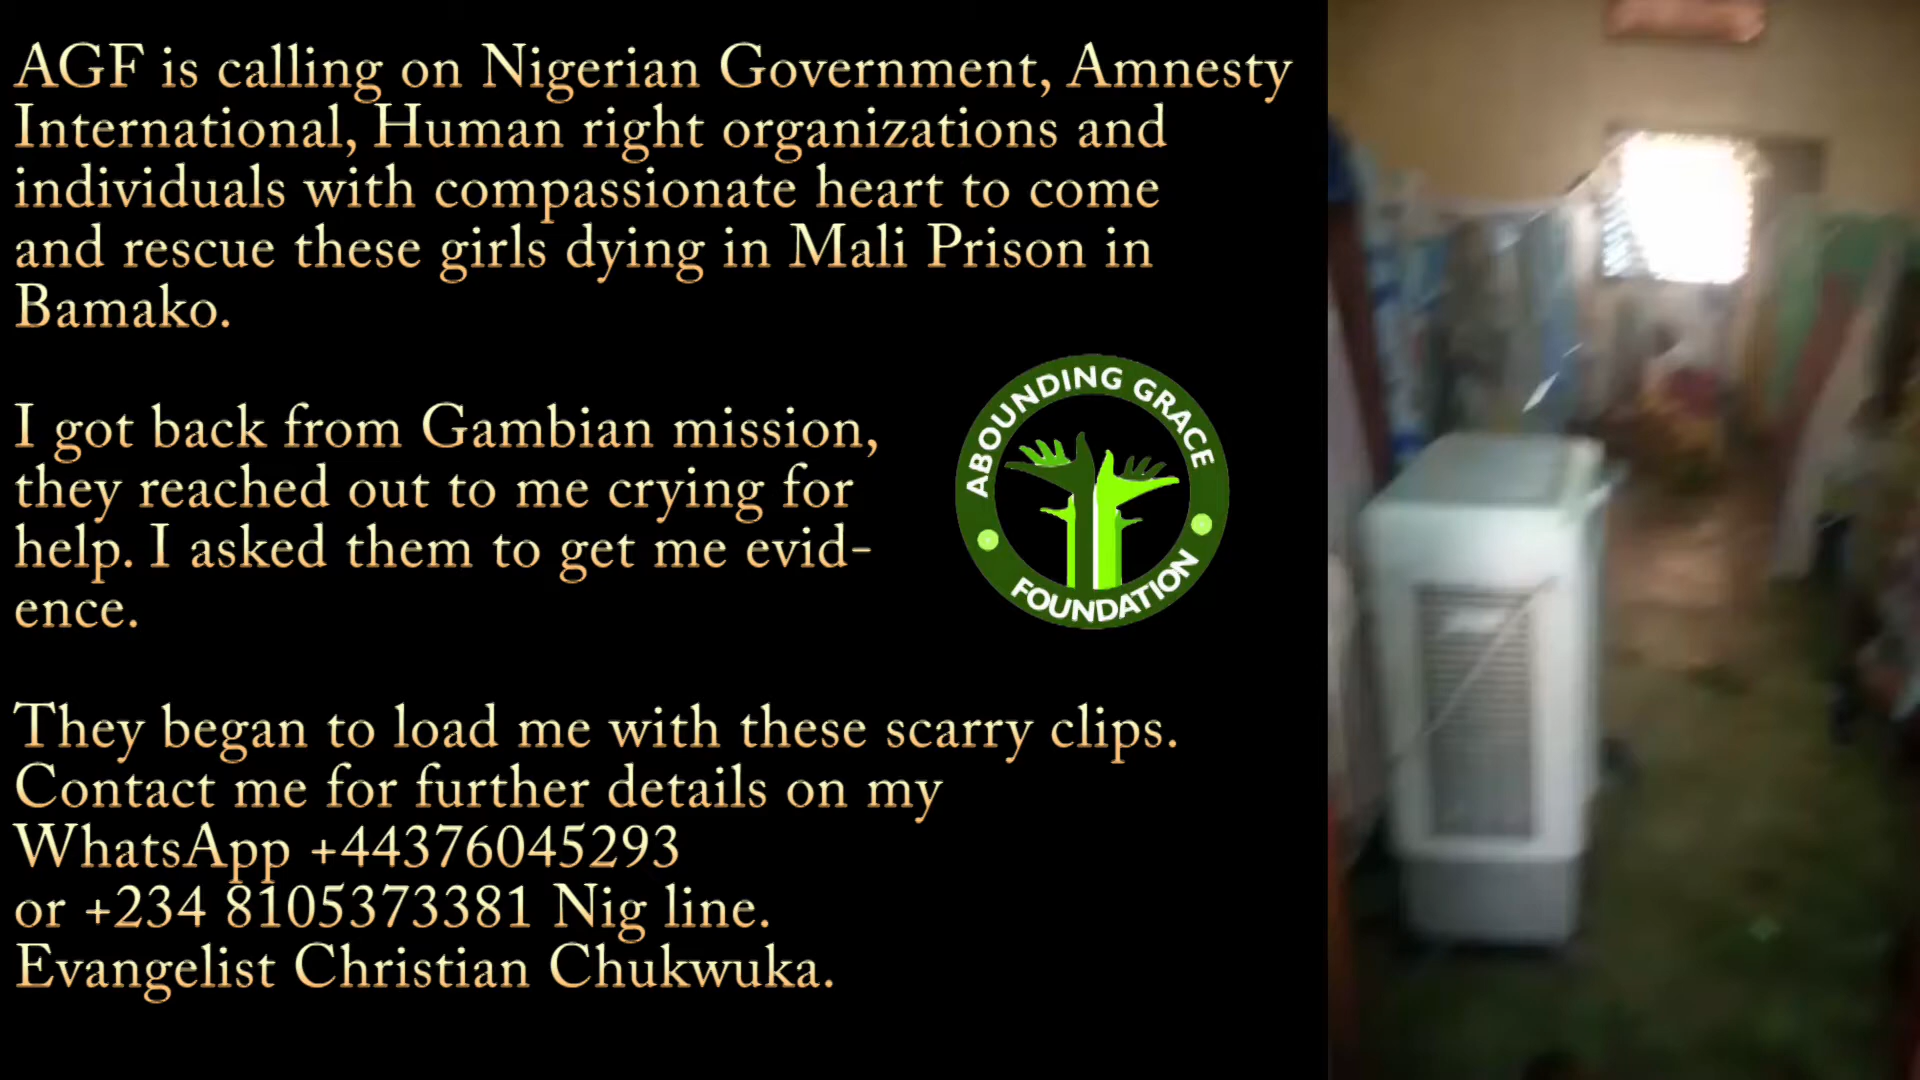 AGF is calling on Nigerian Government, Amnesty
International, Human right organizations and
individuals with compassionate heart to come
and rescue these girls dying in Mali Prison in
Bamako.
I got back from Gambian mission,
they reached out to me crying for
help. I asked them to get me evid-
ence.
ABOUNDING GRACE
FOUNDATION
They began to load me with these scarry clips.
Contact me for further details on my
WhatsApp +44376045293
or +234 8105373381 Nig line.
Evangelist Christian Chukwuka.